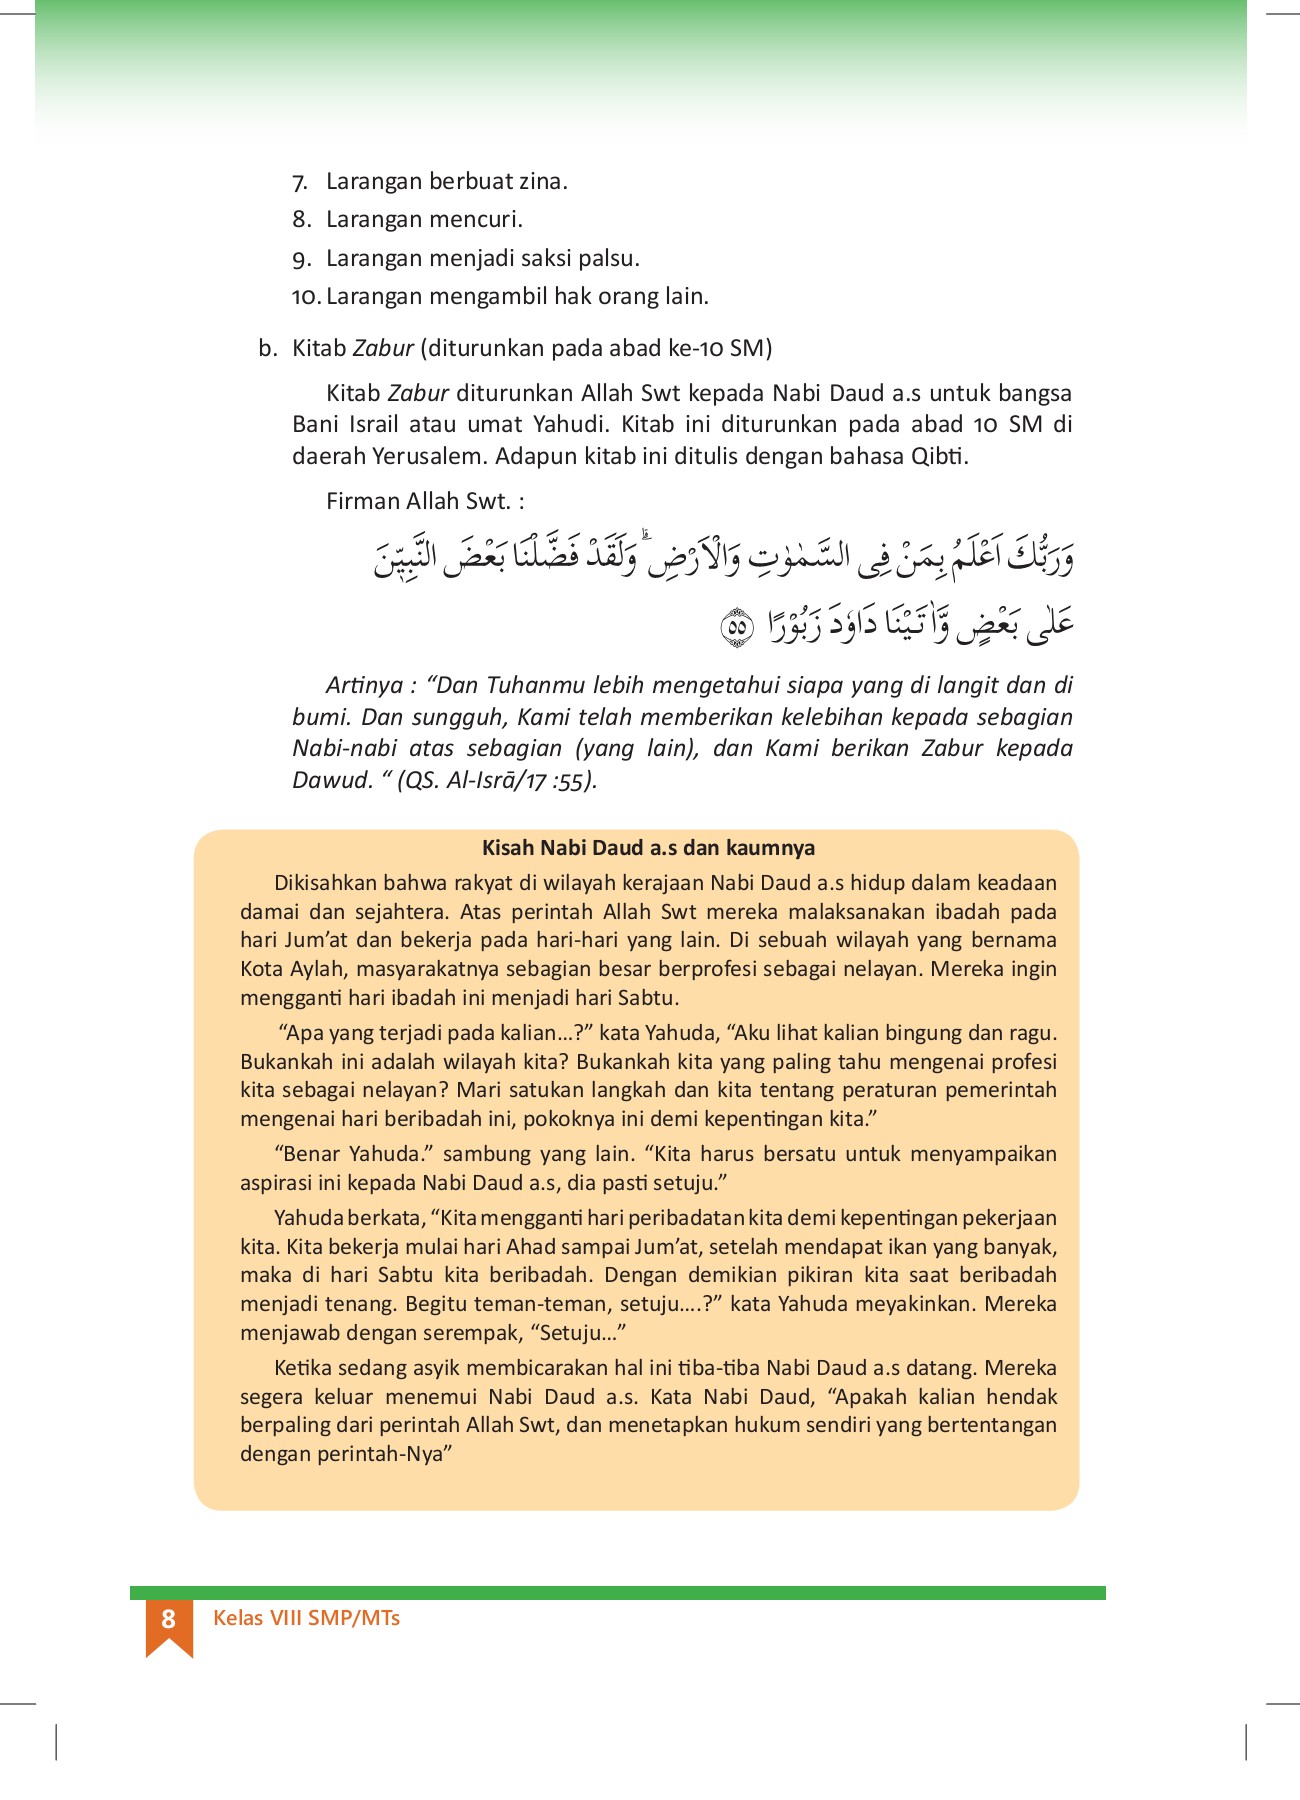 7. Larangan berbuat zina.
8. Larangan mencuri.
9. Larangan menjadi saksi palsu.
10. Larangan mengambil hak orang lain.
b. Kitab Zabur (diturunkan pada abad ke-10 SM)
Kitab Zabur diturunkan Allah Swt kepada Nabi Daud a.s untuk bangsa
Bani Israil atau umat Yahudi. Kitab ini diturunkan pada abad 10 SM di
daerah Yerusalem. Adapun kitab ini ditulis dengan bahasa Qibti.
Firman Allah Swt. :
وَرَبُّكَ اَعْلَمُ بِمَنْ فِى السَّمٰوٰتِ وَالْاَرْضِۗ وَلَقَدْ فَضَّلْنَا بَعْضَ النَّبِيّٖنَ
عَلٰى بَعْضٍ وَّاٰتَيْنَا دَاوٗدَ زَبُوْرًا ٥٥
Artinya : “Dan Tuhanmu lebih mengetahui siapa yang di langit dan di
bumi. Dan sungguh, Kami telah memberikan kelebihan kepada sebagian
Nabi-nabi atas sebagian (yang lain), dan Kami berikan Zabur kepada
Dawud. “ (QS. Al-Isrā/17 :55).
Kisah Nabi Daud a.s dan kaumnya
Dikisahkan bahwa rakyat di wilayah kerajaan Nabi Daud a.s hidup dalam keadaan
damai dan sejahtera. Atas perintah Allah Swt mereka malaksanakan ibadah pada
hari Jum’at dan bekerja pada hari-hari yang lain. Di sebuah wilayah yang bernama
Kota Aylah, masyarakatnya sebagian besar berprofesi sebagai nelayan. Mereka ingin
mengganti hari ibadah ini menjadi hari Sabtu.
“Apa yang terjadi pada kalian...?” kata Yahuda, “Aku lihat kalian bingung dan ragu.
Bukankah ini adalah wilayah kita? Bukankah kita yang paling tahu mengenai profesi
kita sebagai nelayan? Mari satukan langkah dan kita tentang peraturan pemerintah
mengenai hari beribadah ini, pokoknya ini demi kepentingan kita.”
“Benar Yahuda.” sambung yang lain. “Kita harus bersatu untuk menyampaikan
aspirasi ini kepada Nabi Daud a.s, dia pasti setuju.”
Yahuda berkata, “Kita mengganti hari peribadatan kita demi kepentingan pekerjaan
kita. Kita bekerja mulai hari Ahad sampai Jum’at, setelah mendapat ikan yang banyak,
maka di hari Sabtu kita beribadah. Dengan demikian pikiran kita saat beribadah
menjadi tenang. Begitu teman-teman, setuju....?” kata Yahuda meyakinkan. Mereka
menjawab dengan serempak, “Setuju...”
Ketika sedang asyik membicarakan hal ini tiba-tiba Nabi Daud a.s datang. Mereka
segera keluar menemui Nabi Daud a.s. Kata Nabi Daud, “Apakah kalian hendak
berpaling dari perintah Allah Swt, dan menetapkan hukum sendiri yang bertentangan
dengan perintah-Nya”
8 Kelas VIII SMP/MTs